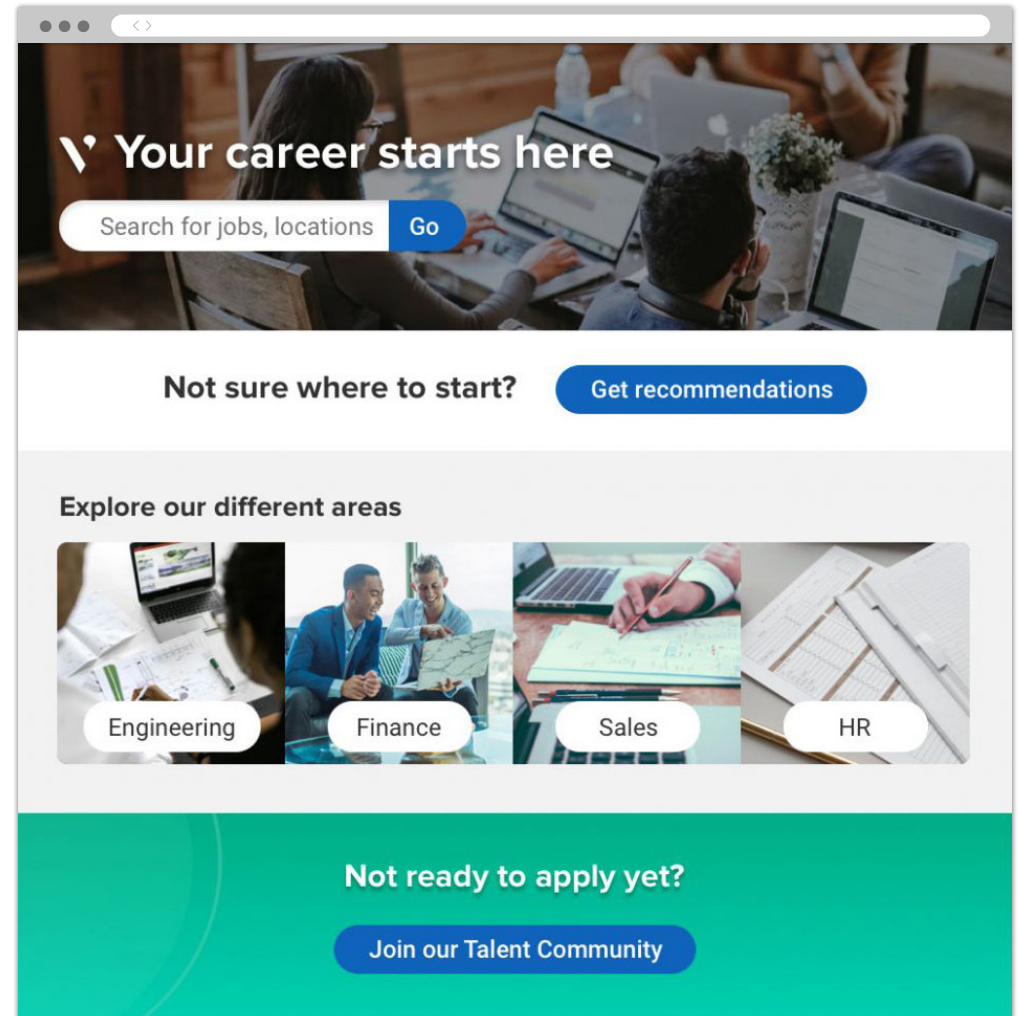 Your career starts here
Search for jobs, locations Go
Not sure where to start? Get recommendations
Explore our different areas
Engineering Finance Sales HR
Not ready to apply yet?
Join our Talent Community